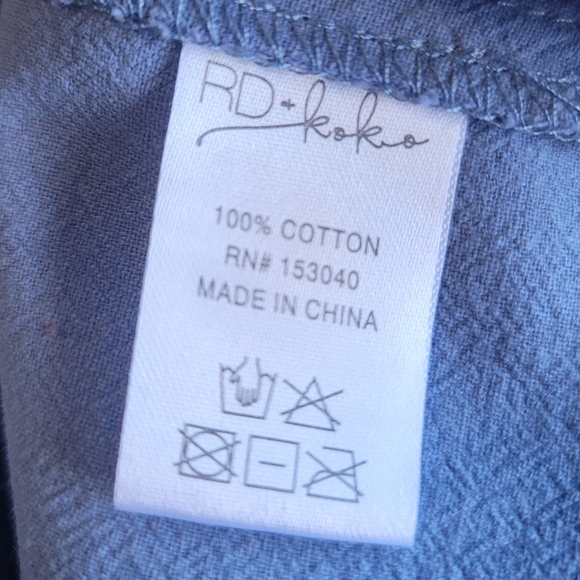 RD+koko
100% COTTON
RN# 153040
MADE IN CHINA